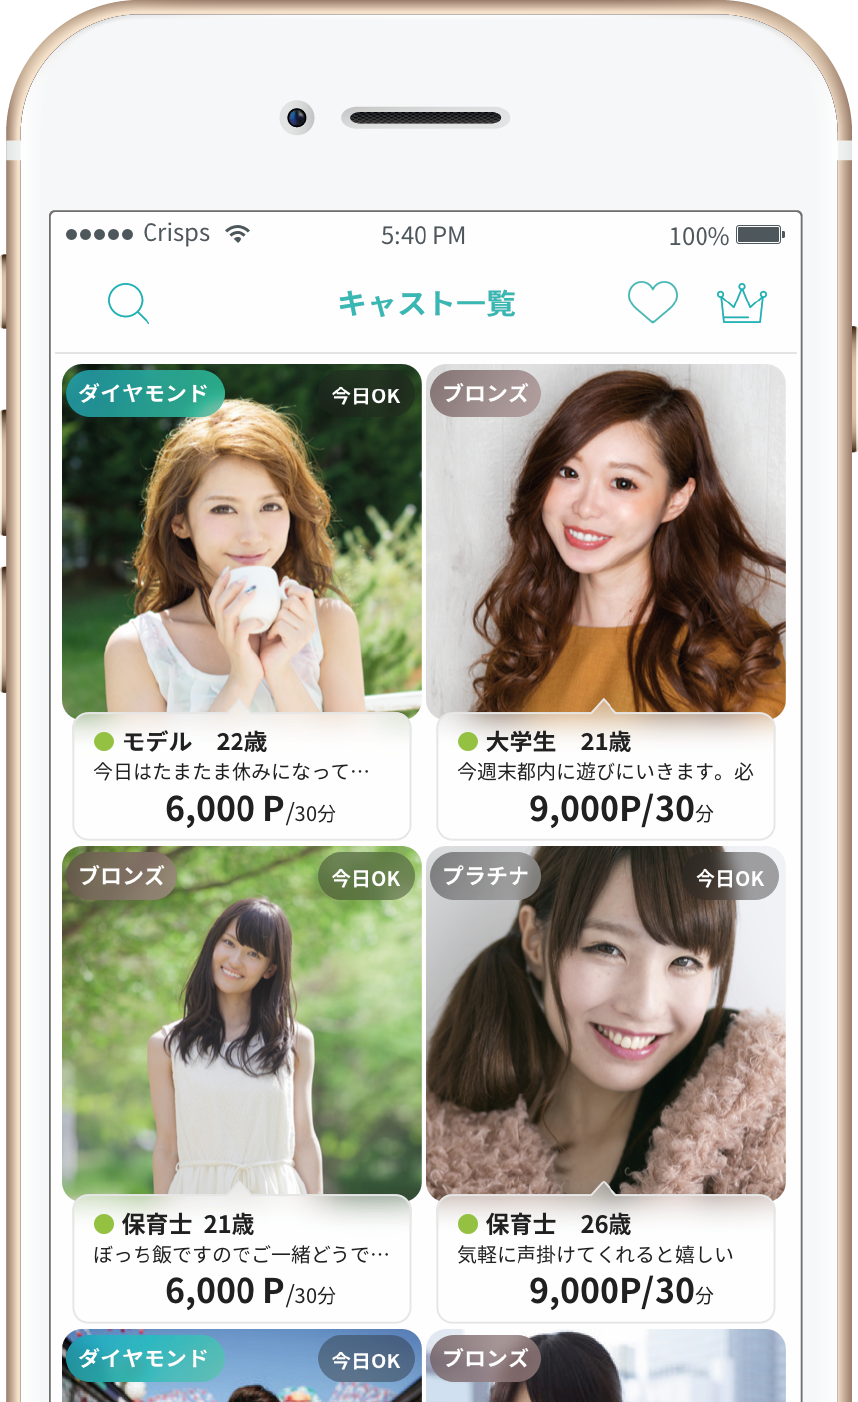 Crisps 5:40 PM 100%
キャスト一覧
ダイヤモンド 今日OK
ブロンズ
モデル 22歳
今日はたまたま休みになって…
6,000 P/30分
大学生 21歳
今週末都内に遊びにいきます。必
9,000P/30分
ブロンズ 今日OK
プラチナ 今日OK
保育士 21歳
ぼっち飯ですのでご一緒どうで…
6,000 P/30分
保育士 26歳
気軽に声掛けてくれると嬉しい
9,000P/30分
ダイヤモンド 今日OK
ブロンズ